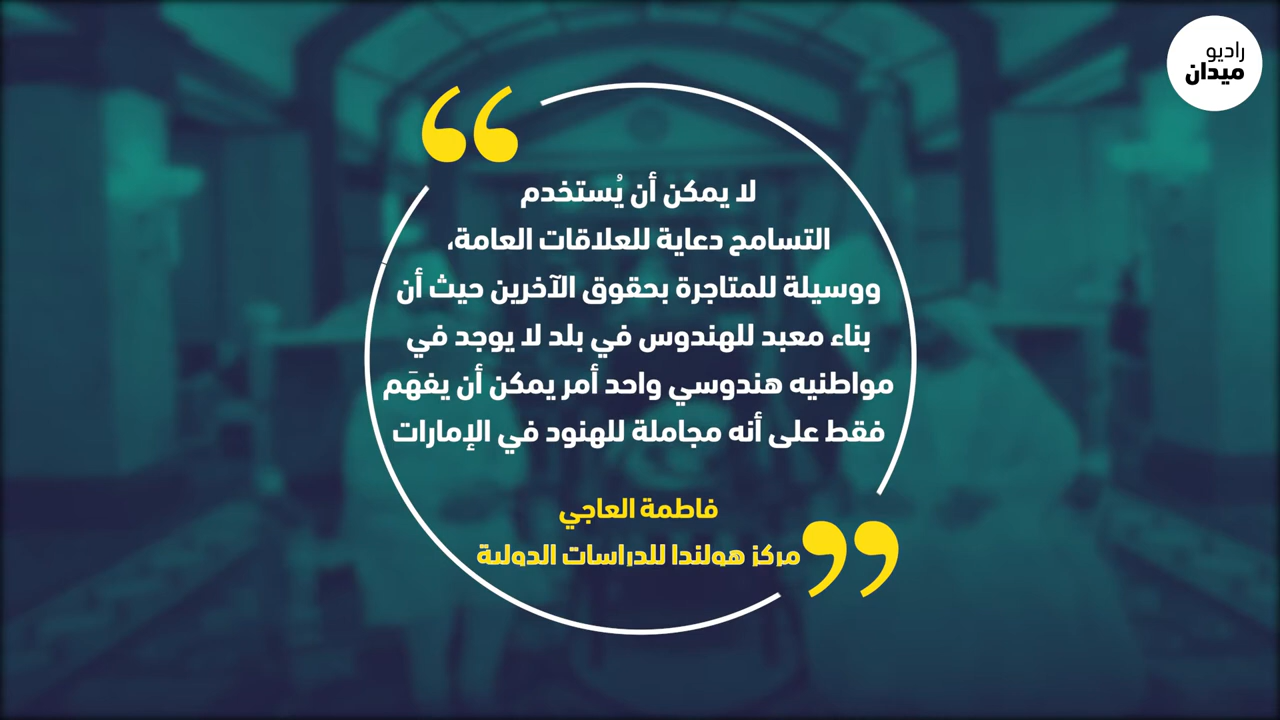 راديو
ميدان
لا يمكن أن يُستخدم
التسامح دعاية للعلاقات العامة،
ووسيلة للمتاجرة بحقوق الآخرين حيث أن
بناء معبد للهندوس في بلد لا يوجد في
مواطنيه هندوسي واحد أمر يمكن أن يفهَم
فقط على أنه مجاملة للهنود في الإمارات
فاطمة العاجي
مركز هولندا للدراسات الدولية